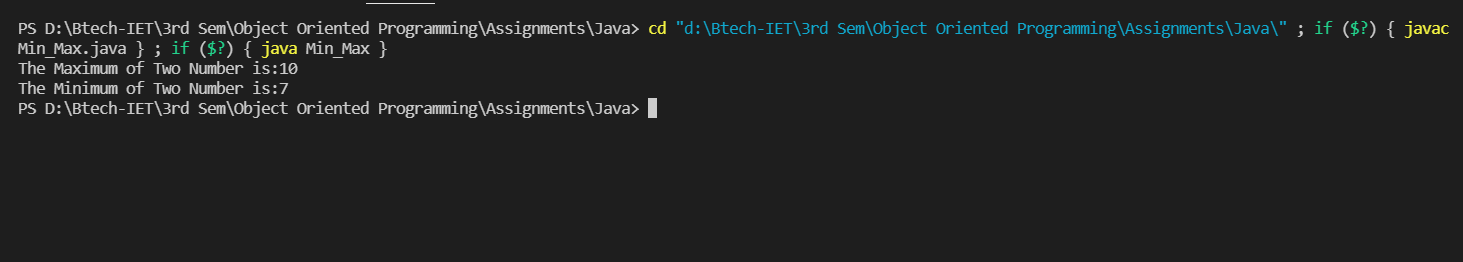 PS D:\Btech-IET\3rd Sem\Object Oriented Programming\Assignments\Java> cd "d:\Btech-IET\3rd Sem\Object Oriented Programming\Assignments\Java\" ; if ($?) { javac
Min_Max.java } ; if ($?) { java Min_Max }
The Maximum of Two Number is:10
The Minimum of Two Number is:7
PS D:\Btech-IET\3rd Sem\Object Oriented Programming\Assignments\Java>